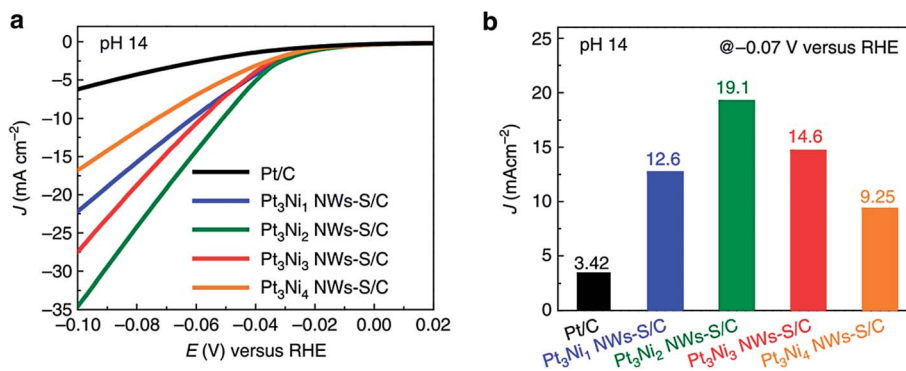 a
pH 14
0
−5
−10
−15
−20
−25
−30
−35
J (mA cm⁻²)
Pt/C
Pt₃Ni₁ NWs-S/C
Pt₃Ni₂ NWs-S/C
Pt₃Ni₃ NWs-S/C
Pt₃Ni₄ NWs-S/C
−0.10 −0.08 −0.06 −0.04 −0.02 0.00 0.02
E (V) versus RHE
b
pH 14 @−0.07 V versus RHE
25
20
15
10
5
0
J (mAcm⁻²)
3.42
12.6
19.1
14.6
9.25
Pt/C
Pt₃Ni₁ NWs-S/C
Pt₃Ni₂ NWs-S/C
Pt₃Ni₃ NWs-S/C
Pt₃Ni₄ NWs-S/C